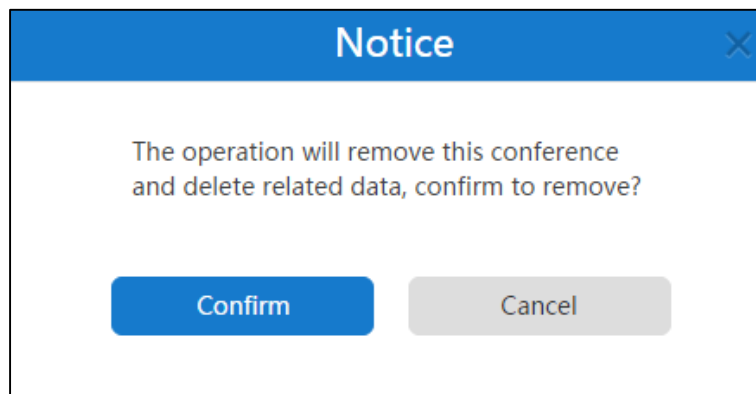 Notice
The operation will remove this conference
and delete related data, confirm to remove?
Confirm
Cancel